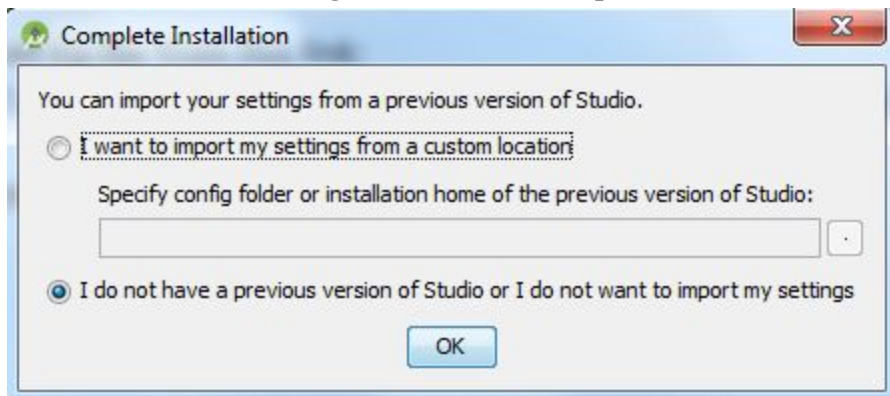 Complete Installation
You can import your settings from a previous version of Studio.
I want to import my settings from a custom location
Specify config folder or installation home of the previous version of Studio:
.
I do not have a previous version of Studio or I do not want to import my settings
OK